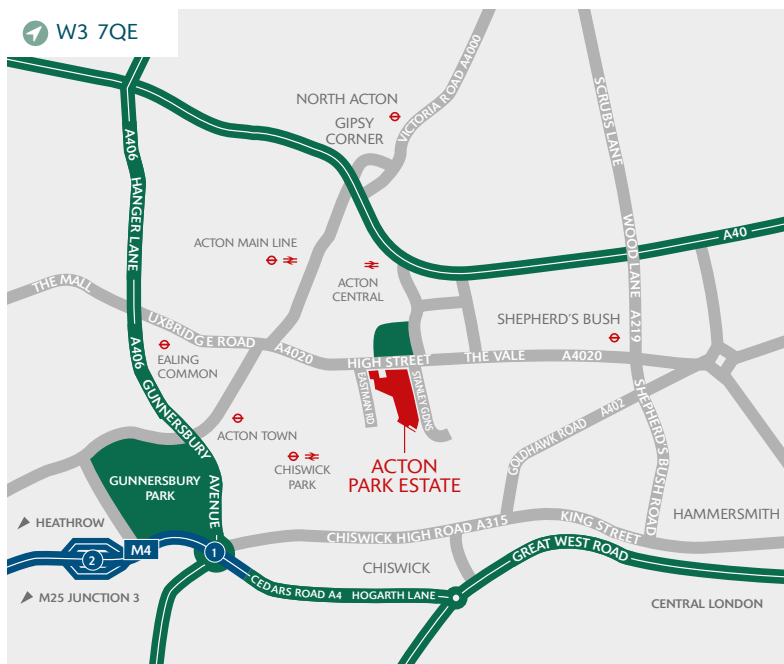 W3 7QE
NORTH ACTON
GIPSY
CORNER
VICTORIA ROAD A4000
SCRUBS LANE
A406
HANGER LANE
ACTON MAIN LINE
ACTON
CENTRAL
WOOD LANE
A40
THE MALL
UXBRIDGE ROAD
A4020
SHEPHERD'S BUSH
A219
A406
EALING
COMMON
HIGH STREET
THE VALE
A4020
GUNNERSBURY
AVENUE
EASTMAN RD
STANLEY GDNS
SHEPHERD'S BUSH ROAD
GOLDHAWK ROAD
A402
ACTON TOWN
CHISWICK
PARK
ACTON
PARK ESTATE
GUNNERSBURY
PARK
HEATHROW
M4
2
1
CHISWICK HIGH ROAD A315
KING STREET
HAMMERSMITH
GREAT WEST ROAD
CHISWICK
CEDARS ROAD A4
HOGARTH LANE
M25 JUNCTION 3
CENTRAL LONDON